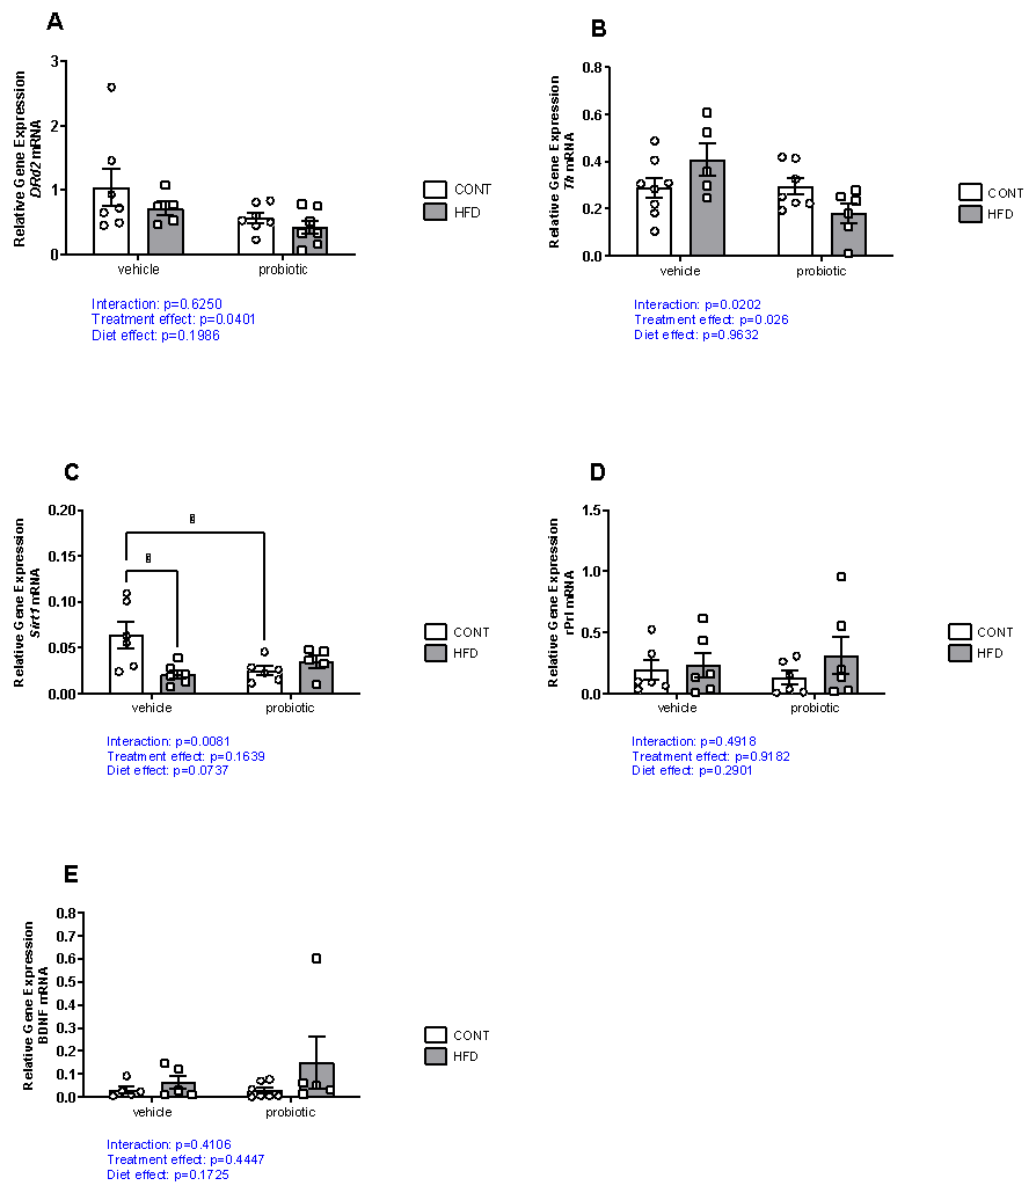 A
Relative Gene Expression
DRd2 mRNA
3
2
1
0
vehicle
probiotic
CONT
HFD
Interaction: p=0.6250
Treatment effect: p=0.0401
Diet effect: p=0.1986
B
Relative Gene Expression
Th mRNA
0.8
0.6
0.4
0.2
0.0
vehicle
probiotic
CONT
HFD
Interaction: p=0.0202
Treatment effect: p=0.026
Diet effect: p=0.9632
C
Relative Gene Expression
Sirt1 mRNA
0.20
0.15
0.10
0.05
0.00
vehicle
probiotic
CONT
HFD
Interaction: p=0.0081
Treatment effect: p=0.1639
Diet effect: p=0.0737
D
Relative Gene Expression
rPrl mRNA
1.5
1.0
0.5
0.0
vehicle
probiotic
CONT
HFD
Interaction: p=0.4918
Treatment effect: p=0.9182
Diet effect: p=0.2901
E
Relative Gene Expression
BDNF mRNA
0.8
0.7
0.6
0.5
0.4
0.3
0.2
0.1
0.0
vehicle
probiotic
CONT
HFD
Interaction: p=0.4106
Treatment effect: p=0.4447
Diet effect: p=0.1725